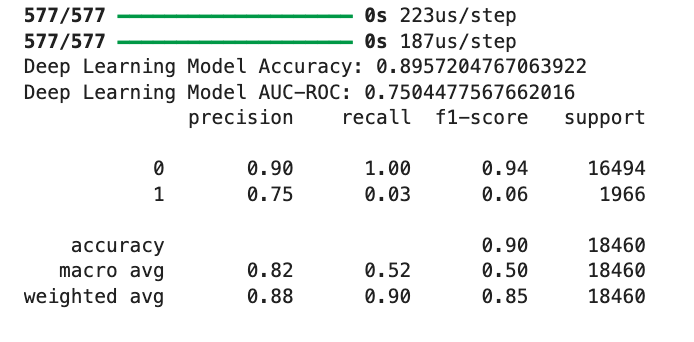 577/577 ━━━━━━━━━━━━━━━━━━━━ 0s 223us/step
577/577 ━━━━━━━━━━━━━━━━━━━━ 0s 187us/step
Deep Learning Model Accuracy: 0.8957204767063922
Deep Learning Model AUC-ROC: 0.7504477567662016
precision recall f1-score support
0 0.90 1.00 0.94 16494
1 0.75 0.03 0.06 1966
accuracy 0.90 18460
macro avg 0.82 0.52 0.50 18460
weighted avg 0.88 0.90 0.85 18460